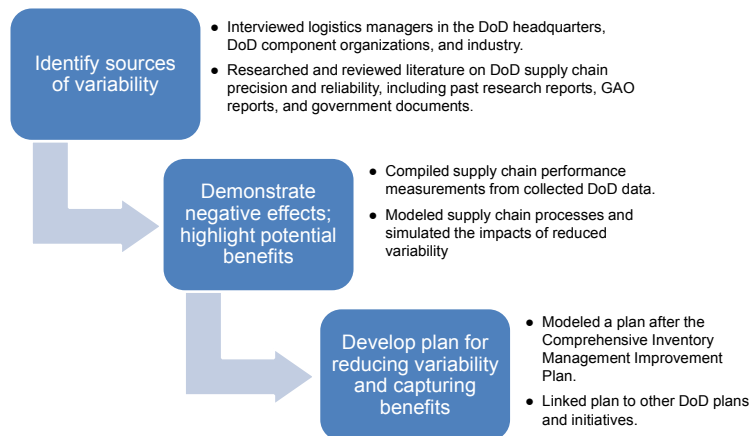 Identify sources
of variability
● Interviewed logistics managers in the DoD headquarters,
DoD component organizations, and industry.
● Researched and reviewed literature on DoD supply chain
precision and reliability, including past research reports, GAO
reports, and government documents.
Demonstrate
negative effects;
highlight potential
benefits
● Compiled supply chain performance
measurements from collected DoD data.
● Modeled supply chain processes and
simulated the impacts of reduced
variability
Develop plan for
reducing variability
and capturing
benefits
● Modeled a plan after the
Comprehensive Inventory
Management Improvement
Plan.
● Linked plan to other DoD plans
and initiatives.